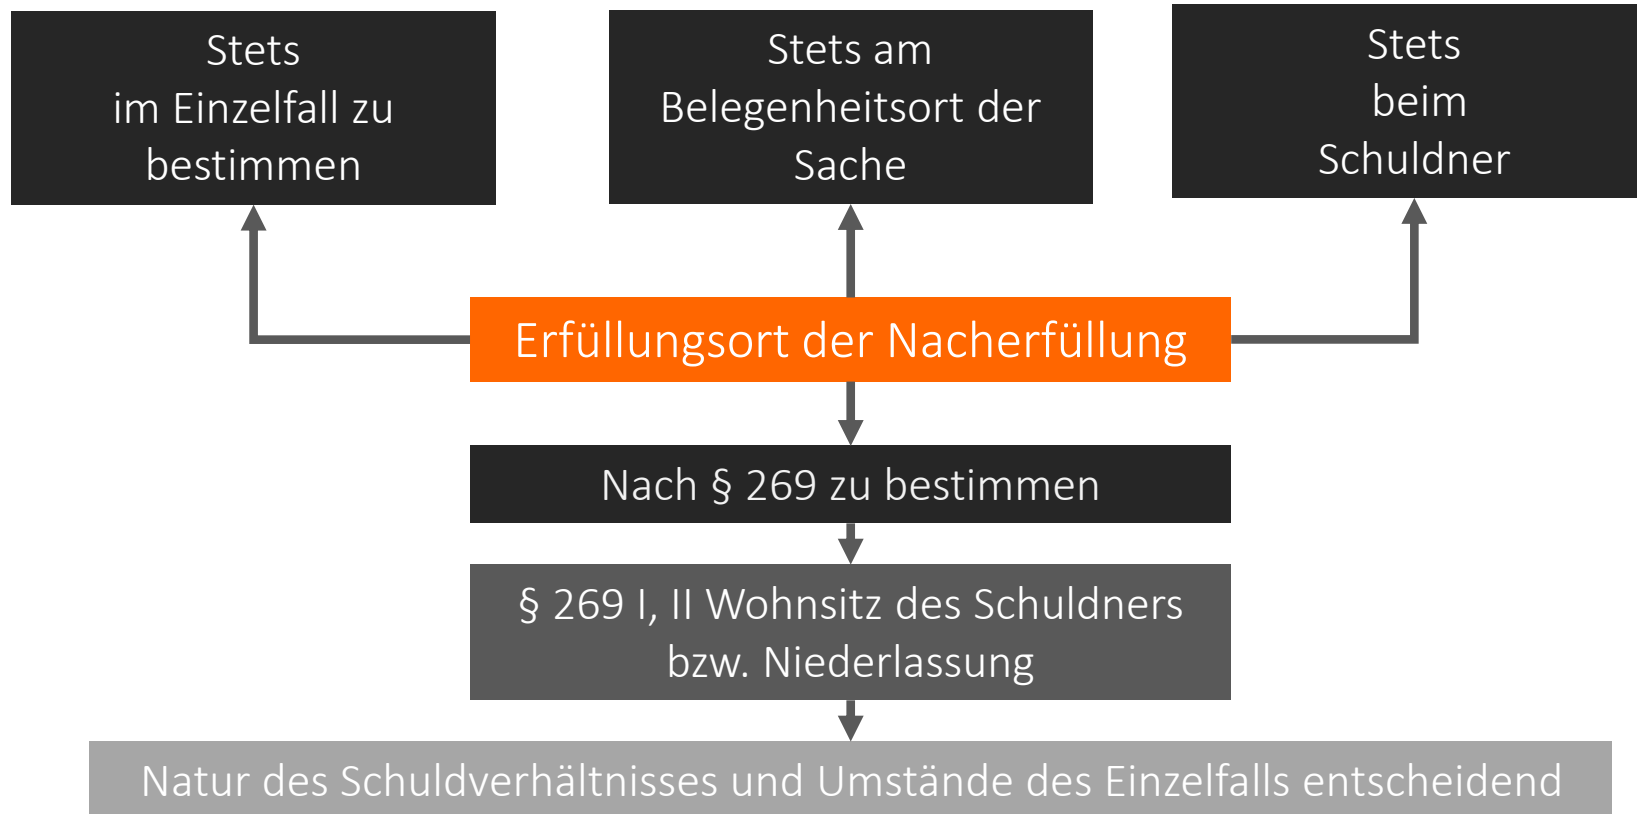 Stets
im Einzelfall zu
bestimmen
Stets am
Belegenheitsort der
Sache
Stets
beim
Schuldner
Erfüllungsort der Nacherfüllung
Nach § 269 zu bestimmen
§ 269 I, II Wohnsitz des Schuldners
bzw. Niederlassung
Natur des Schuldverhältnisses und Umstände des Einzelfalls entscheidend